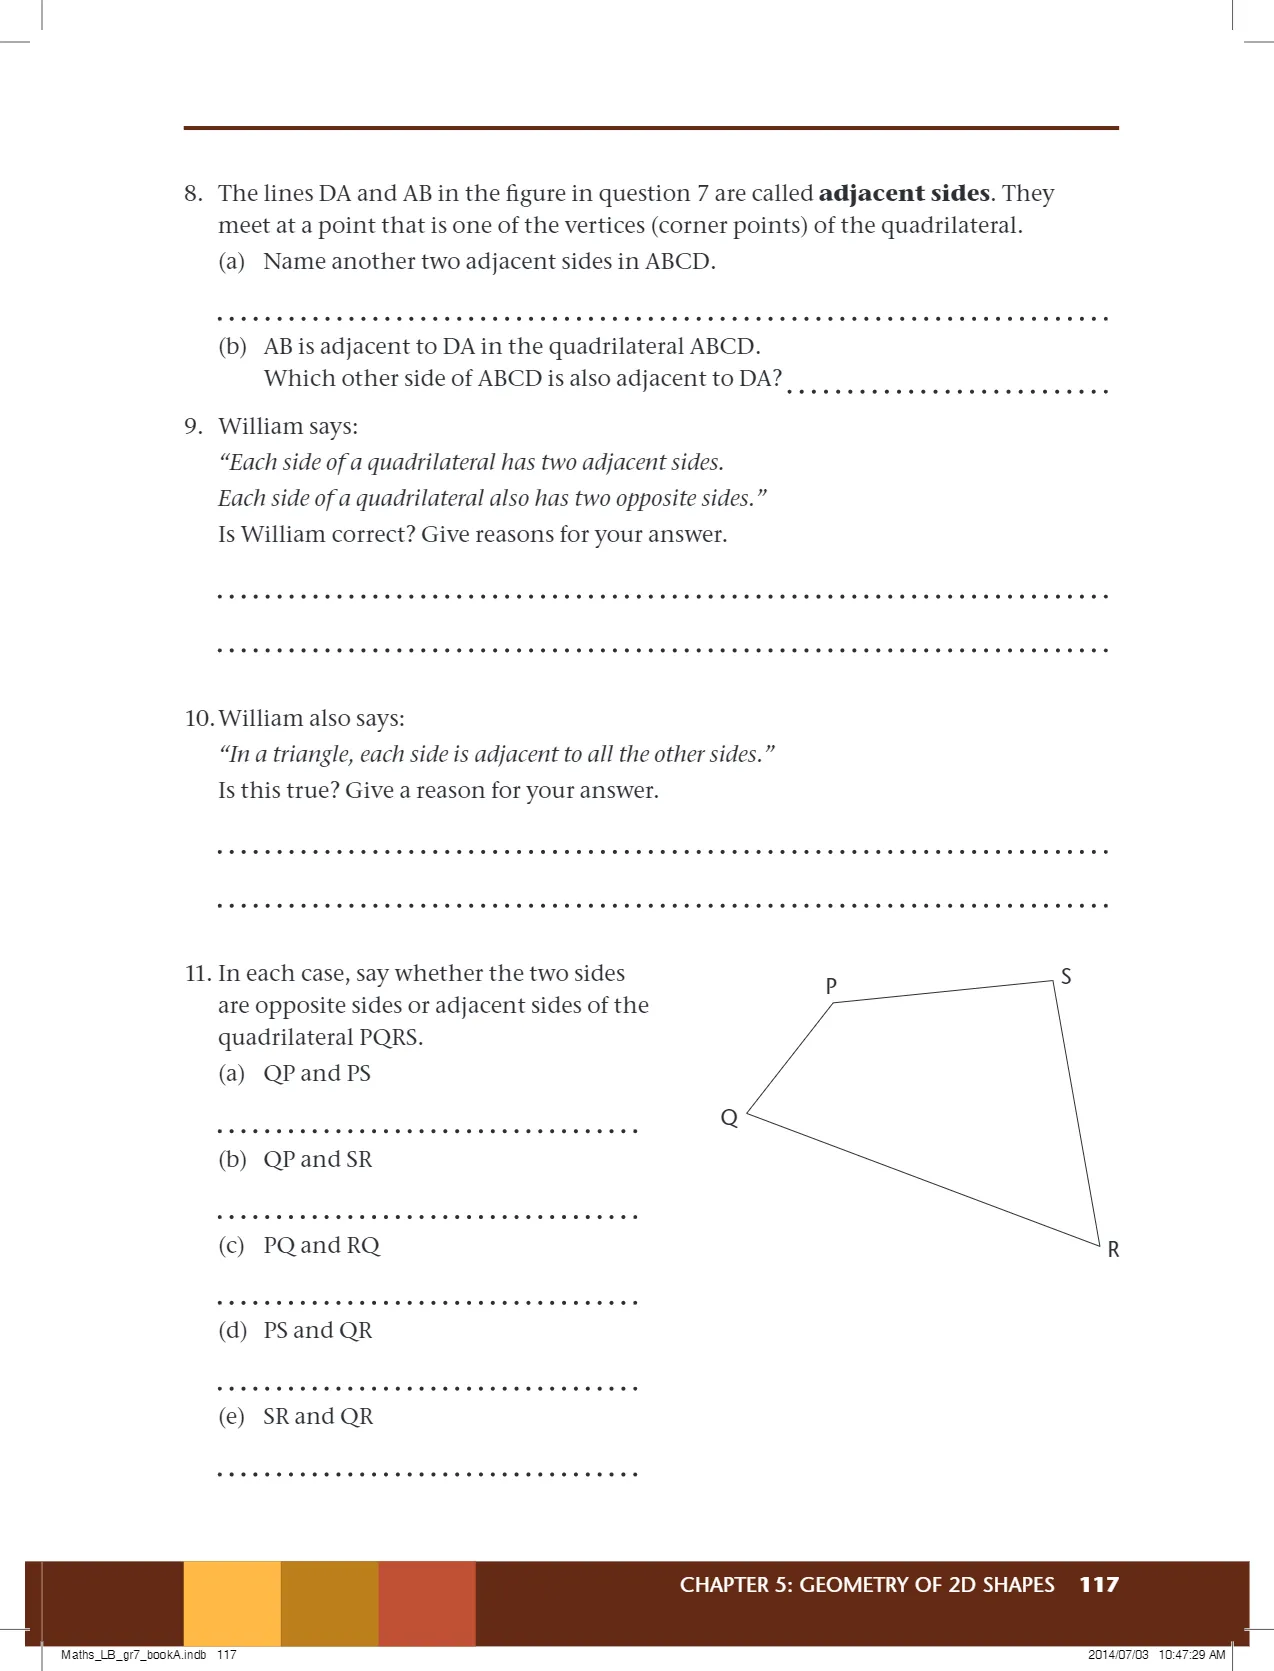 8. The lines DA and AB in the figure in question 7 are called adjacent sides. They
meet at a point that is one of the vertices (corner points) of the quadrilateral.
(a) Name another two adjacent sides in ABCD.
(b) AB is adjacent to DA in the quadrilateral ABCD.
Which other side of ABCD is also adjacent to DA?
9. William says:
“Each side of a quadrilateral has two adjacent sides.
Each side of a quadrilateral also has two opposite sides.”
Is William correct? Give reasons for your answer.
10. William also says:
“In a triangle, each side is adjacent to all the other sides.”
Is this true? Give a reason for your answer.
11. In each case, say whether the two sides
are opposite sides or adjacent sides of the
quadrilateral PQRS.
(a) QP and PS
(b) QP and SR
(c) PQ and RQ
(d) PS and QR
(e) SR and QR
P
S
Q
R
CHAPTER 5: GEOMETRY OF 2D SHAPES 117
Maths_LB_gr7_bookA.indb 117
2014/07/03 10:47:29 AM